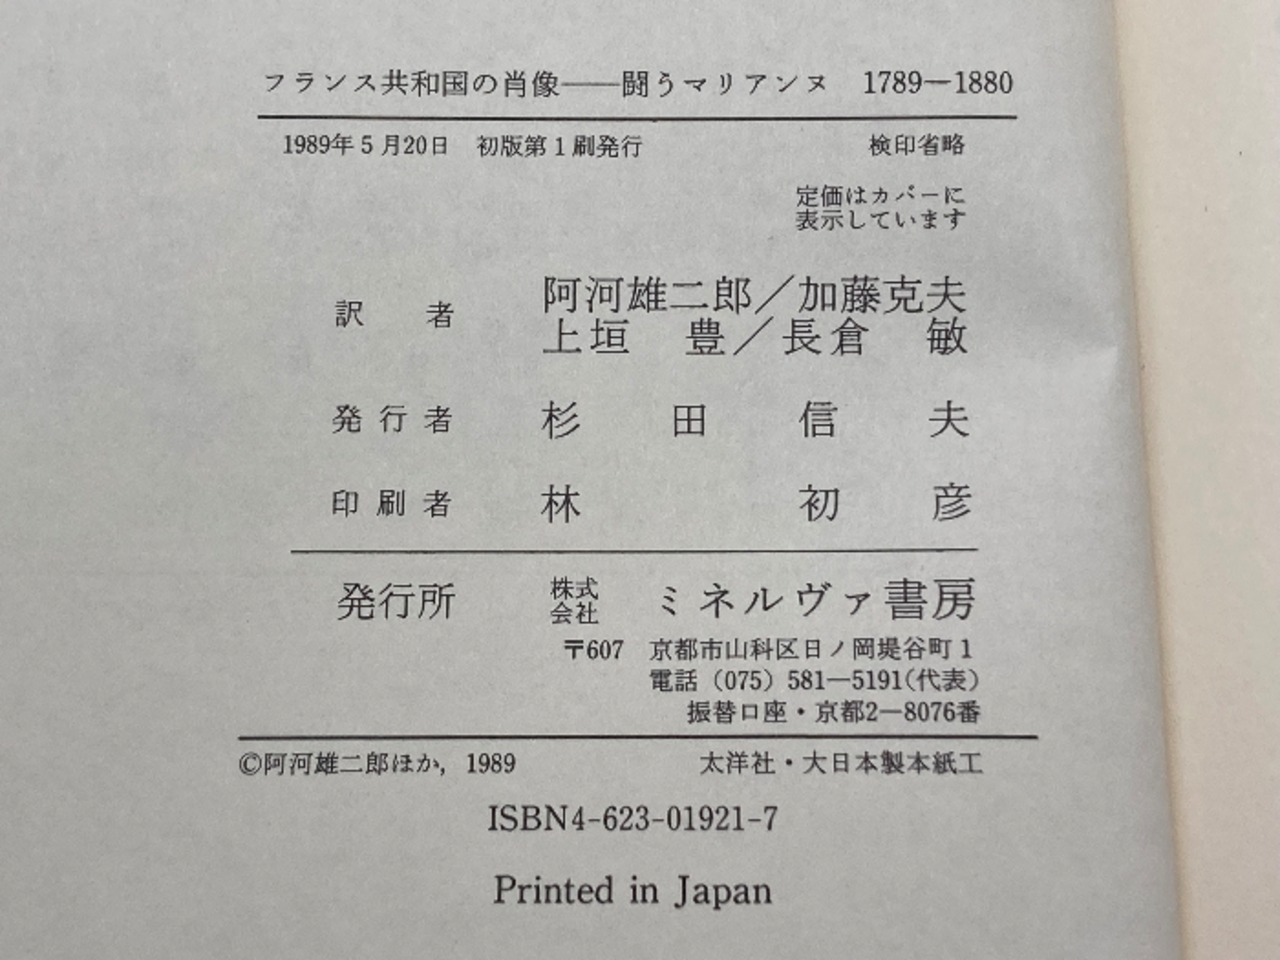 フランス共和国の肖像――闘うマリアンヌ　1789―1880
1989年5月20日　初版第1刷発行　検印省略
定価はカバーに
表示しています
訳者　阿河雄二郎／加藤克夫
上垣　豊／長倉　敏
発行者　杉田信夫
印刷者　林　初彦
発行所　株式会社　ミネルヴァ書房
〒607　京都市山科区日ノ岡堤谷町1
電話（075）581―5191（代表）
振替口座・京都2―8076番
©阿河雄二郎ほか，1989　太洋社・大日本製本紙工
ISBN4-623-01921-7
Printed in Japan